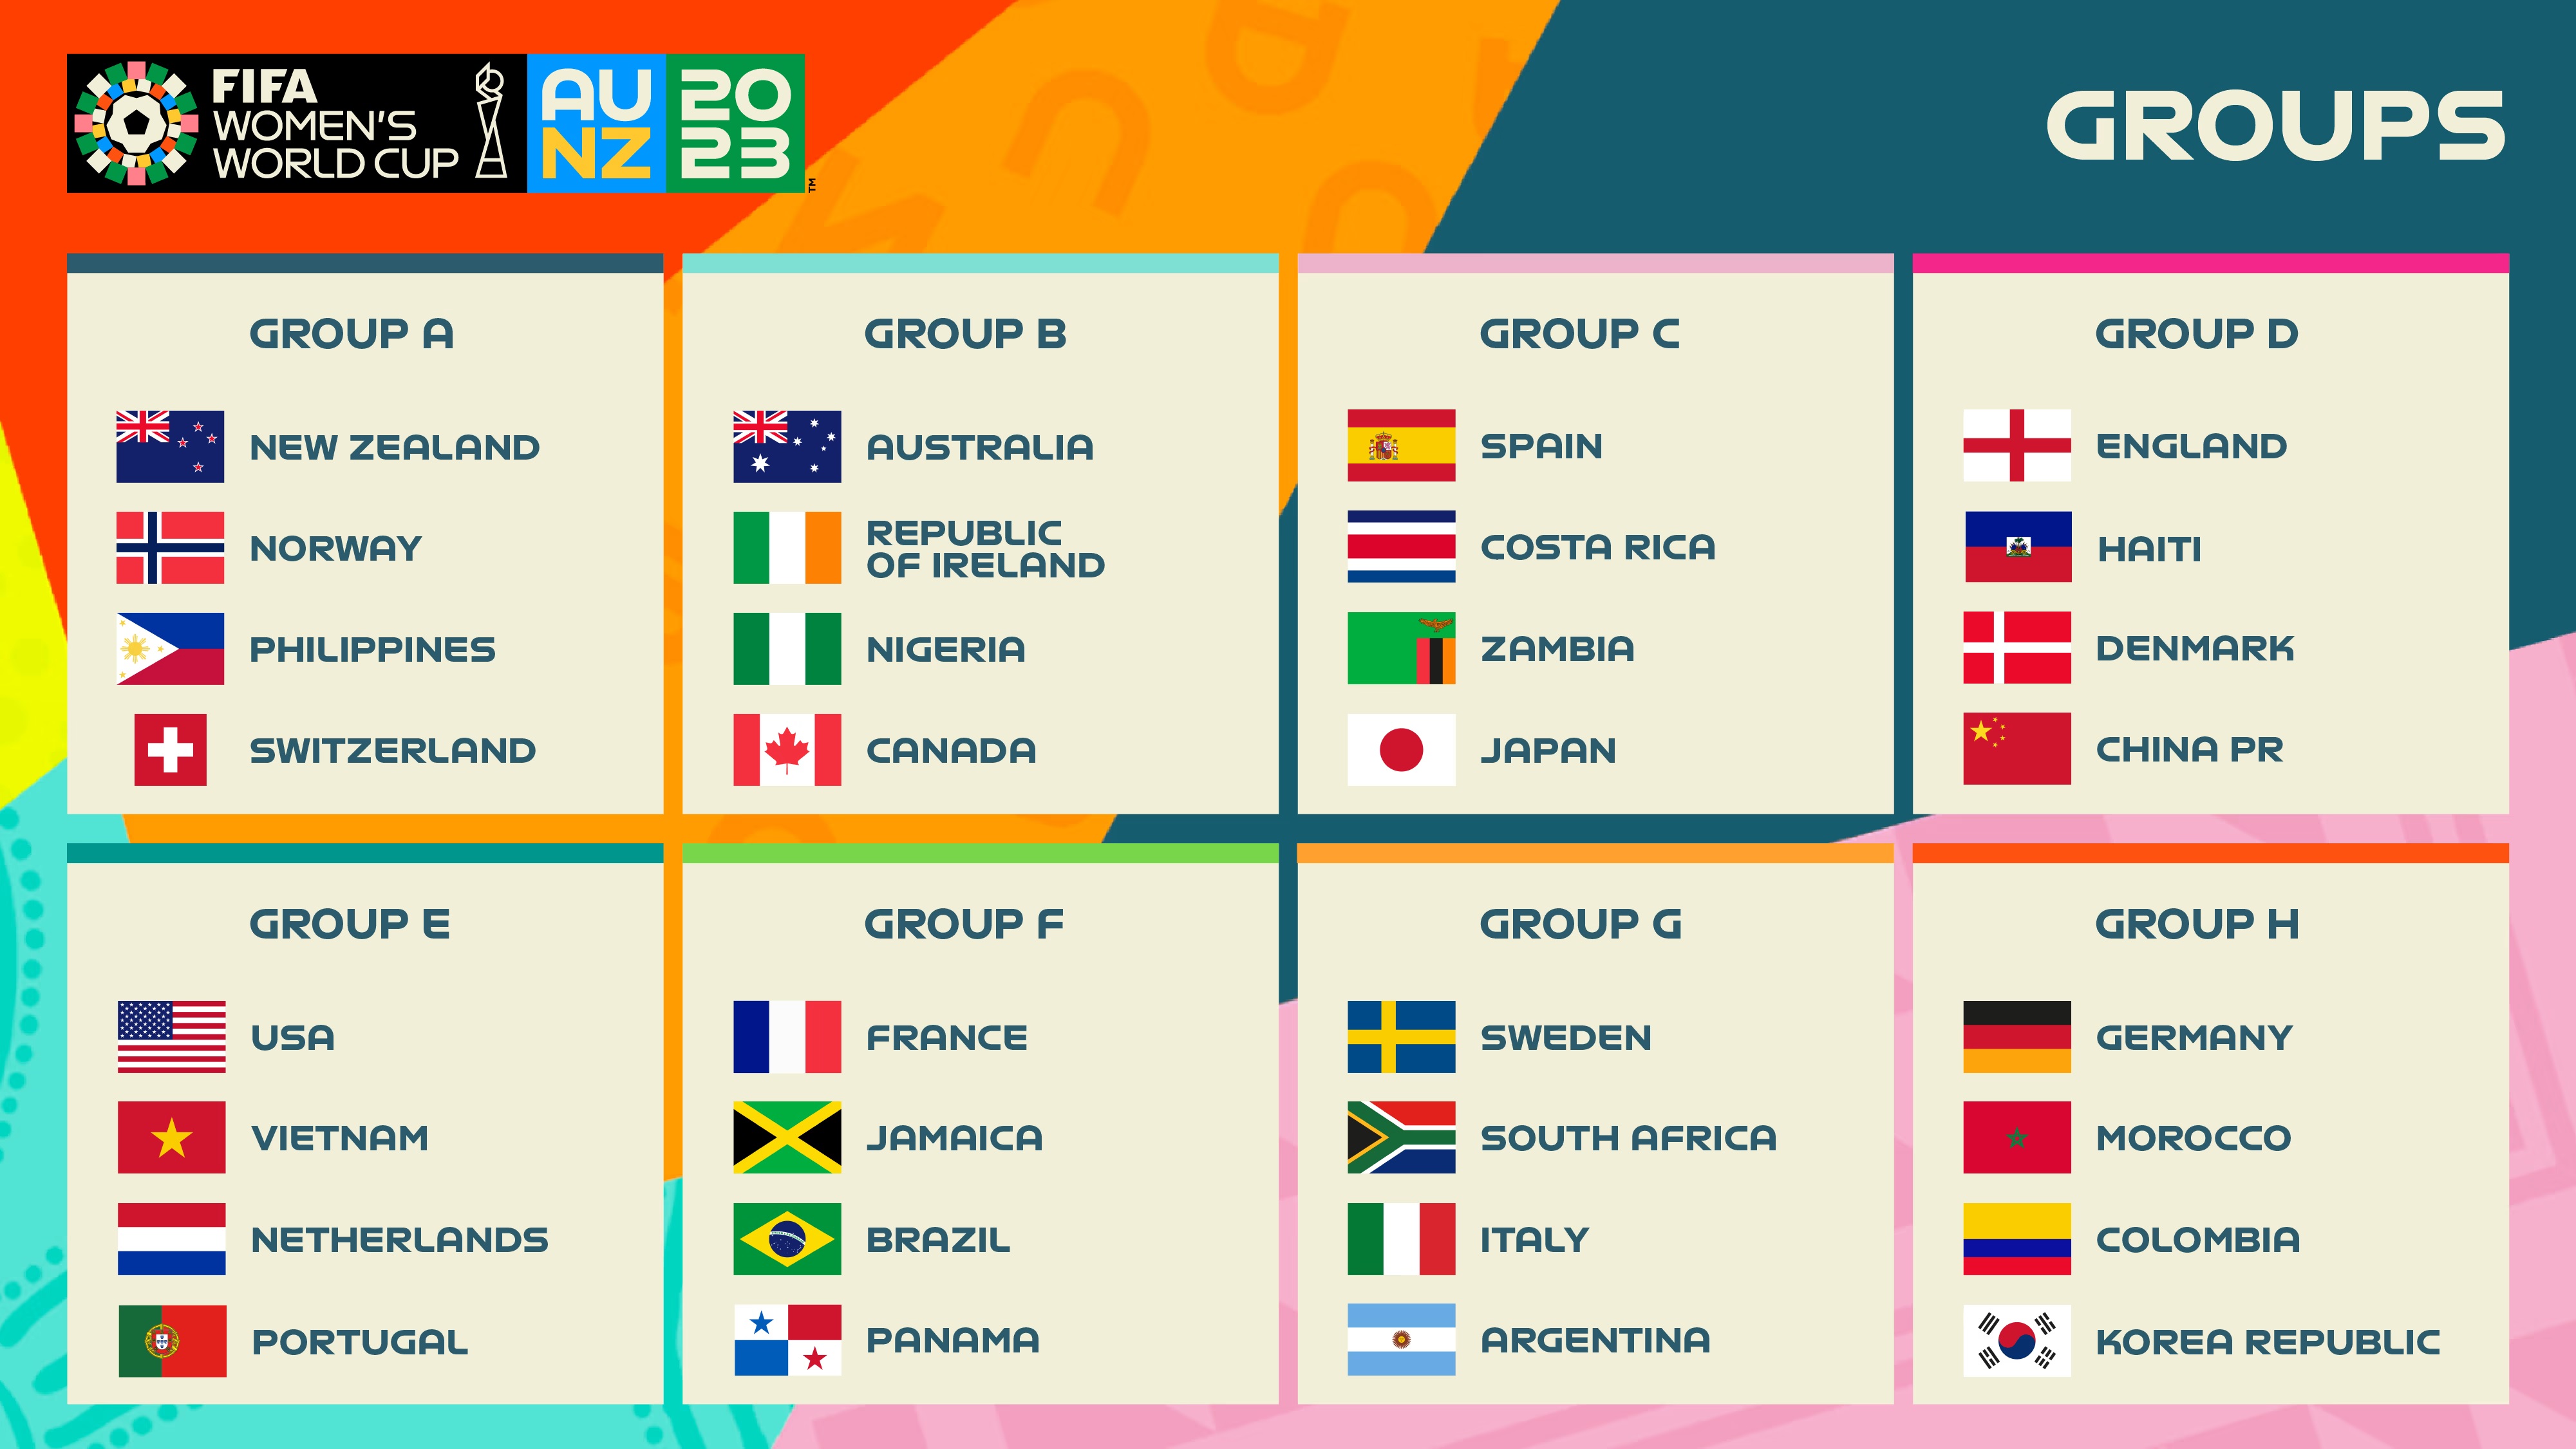 FIFA
WOMEN'S
WORLD CUP
AU
NZ
20
23
TM
GROUPS
GROUP A
NEW ZEALAND
NORWAY
PHILIPPINES
SWITZERLAND
GROUP B
AUSTRALIA
REPUBLIC
OF IRELAND
NIGERIA
CANADA
GROUP C
SPAIN
COSTA RICA
ZAMBIA
JAPAN
GROUP D
ENGLAND
HAITI
DENMARK
CHINA PR
GROUP E
USA
VIETNAM
NETHERLANDS
PORTUGAL
GROUP F
FRANCE
JAMAICA
BRAZIL
PANAMA
GROUP G
SWEDEN
SOUTH AFRICA
ITALY
ARGENTINA
GROUP H
GERMANY
MOROCCO
COLOMBIA
KOREA REPUBLIC